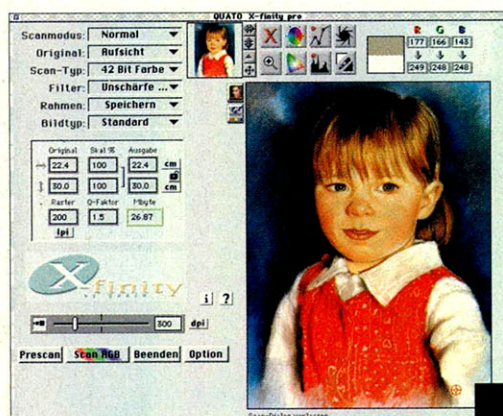 QUATO X-finity pro
Scanmodus: Normal
Original: Aufsicht
Scan-Typ: 42 Bit Farbe
Filter: Unschärfe ...
Rahmen: Speichern
Bildtyp: Standard
R G B
177 166 143
249 248 248
Original Skal % Ausgabe
22.4 100 22.4 cm
30.0 100 30.0 cm
Raster Q-Faktor Mbyte
200 1.5 26.87
lpi
X-finity
i ?
300 dpi
Prescan Scan RGB Beenden Option